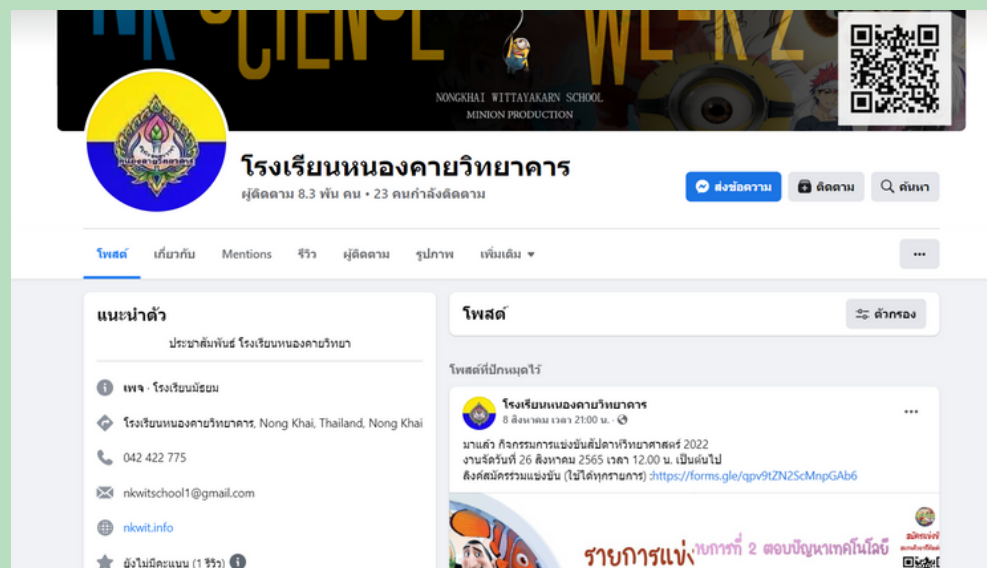 NK SCIENCE WEEK 2
NONGKHAI WITTAYAKARN SCHOOL
MINION PRODUCTION
หนองคายวิทยาคาร
โรงเรียนหนองคายวิทยาคาร
ผู้ติดตาม 8.3 พัน คน • 23 คนกำลังติดตาม
ส่งข้อความ
ติดตาม
ค้นหา
โพสต์ เกี่ยวกับ Mentions รีวิว ผู้ติดตาม รูปภาพ เพิ่มเติม
แนะนำตัว
ประชาสัมพันธ์ โรงเรียนหนองคายวิทยา
เพจ · โรงเรียนมัธยม
โรงเรียนหนองคายวิทยาคาร, Nong Khai, Thailand, Nong Khai
042 422 775
nkwitschool1@gmail.com
nkwit.info
ยังไม่มีคะแนน (1 รีวิว)
โพสต์
ตัวกรอง
โพสต์ที่ปักหมุดไว้
โรงเรียนหนองคายวิทยาคาร
8 สิงหาคม เวลา 21:00 น. ·
มาแล้ว กิจกรรมการแข่งขันสัปดาห์วิทยาศาสตร์ 2022
งานจัดวันที่ 26 สิงหาคม 2565 เวลา 12.00 น. เป็นต้นไป
ลิงค์สมัครร่วมแข่งขัน (ใช้ได้ทุกรายการ) :https://forms.gle/qpv9tZN2ScMnpGAb6
รายการแข่ง
ายการที่ 2 ตอบปัญหาเทคโนโลยี